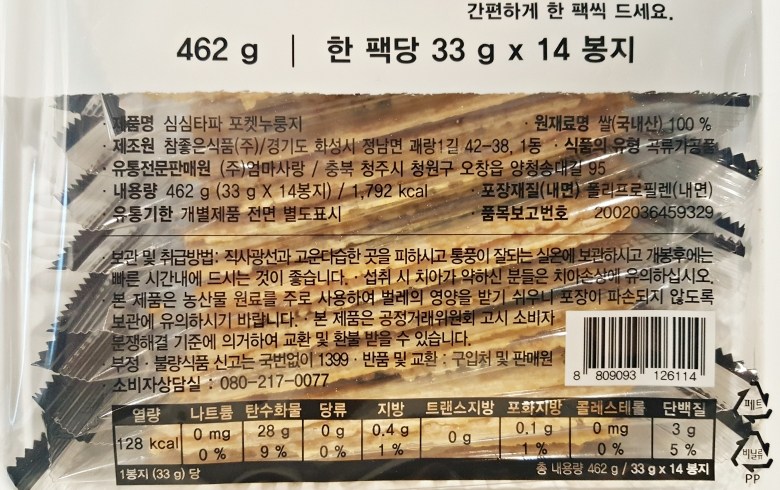 간편하게 한 팩씩 드세요.
462 g | 한 팩당 33 g x 14 봉지
· 제품명 심심타파 포켓누룽지 · 원재료명 쌀(국내산) 100 %
· 제조원 참좋은식품(주)/경기도 화성시 정남면 괘랑1길 42-38, 1동 · 식품의 유형 곡류가공품
· 유통전문판매원 (주)엄마사랑 / 충북 청주시 청원구 오창읍 양청송대길 95
· 내용량 462 g (33 g X 14봉지) / 1,792 kcal · 포장재질(내면) 폴리프로필렌(내면)
· 유통기한 개별제품 전면 별도표시 · 품목보고번호 2002036459329
· 보관 및 취급방법: 직사광선과 고온다습한 곳을 피하시고 통풍이 잘되는 실온에 보관하시고 개봉후에는
빠른 시간내에 드시는 것이 좋습니다. · 섭취 시 치아가 약하신 분들은 치아손상에 유의하십시오.
· 본 제품은 농산물 원료를 주로 사용하여 벌레의 영향을 받기 쉬우니 포장이 파손되지 않도록
보관에 유의하시기 바랍니다. · 본 제품은 공정거래위원회 고시 소비자
분쟁해결 기준에 의거하여 교환 및 환불 받을 수 있습니다.
· 부정 · 불량식품 신고는 국번없이 1399 · 반품 및 교환 : 구입처 및 판매원
· 소비자상담실 : 080-217-0077
8 809093 126114
열량 나트륨 탄수화물 당류 지방 트랜스지방 포화지방 콜레스테롤 단백질
128 kcal 0 mg 28 g 0 g 0.4 g 0 g 0.1 g 0 mg 3 g
0 % 9 % 0 % 1 % 1 % 0 % 5 %
1봉지 (33 g) 당 총 내용량 462 g / 33 g x 14 봉지
페트
비닐류
PP